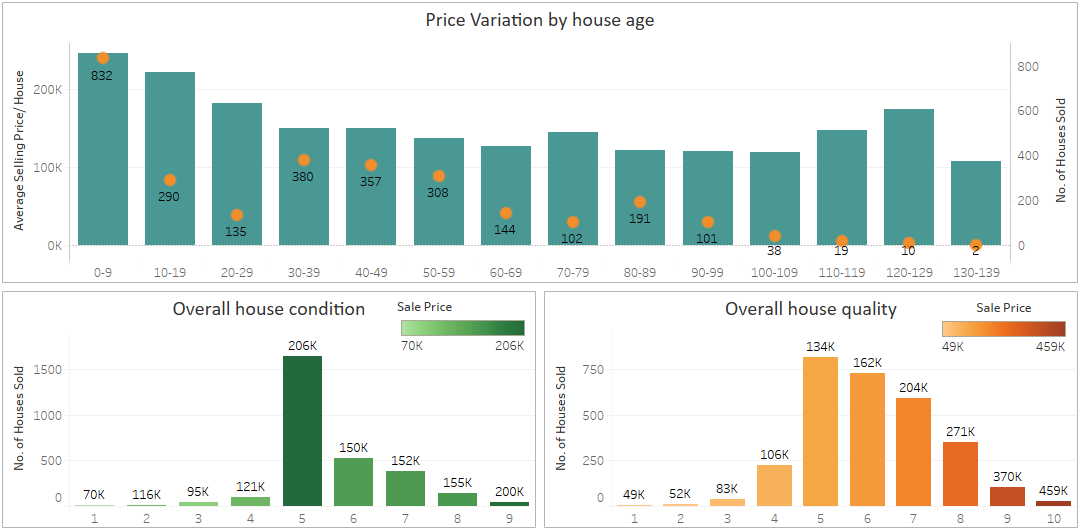 Price Variation by house age
Average Selling Price/ House
200K
100K
0K
832
290
135
380
357
308
144
102
191
101
38
19
10
2
800
600
400
200
0
No. of Houses Sold
0-9 10-19 20-29 30-39 40-49 50-59 60-69 70-79 80-89 90-99 100-109 110-119 120-129 130-139
Overall house condition
Sale Price
70K 206K
No. of Houses Sold
1500
1000
500
0
70K 116K 95K 121K 206K 150K 152K 155K 200K
1 2 3 4 5 6 7 8 9
Overall house quality
Sale Price
49K 459K
No. of Houses Sold
750
500
250
0
49K 52K 83K 106K 134K 162K 204K 271K 370K 459K
1 2 3 4 5 6 7 8 9 10